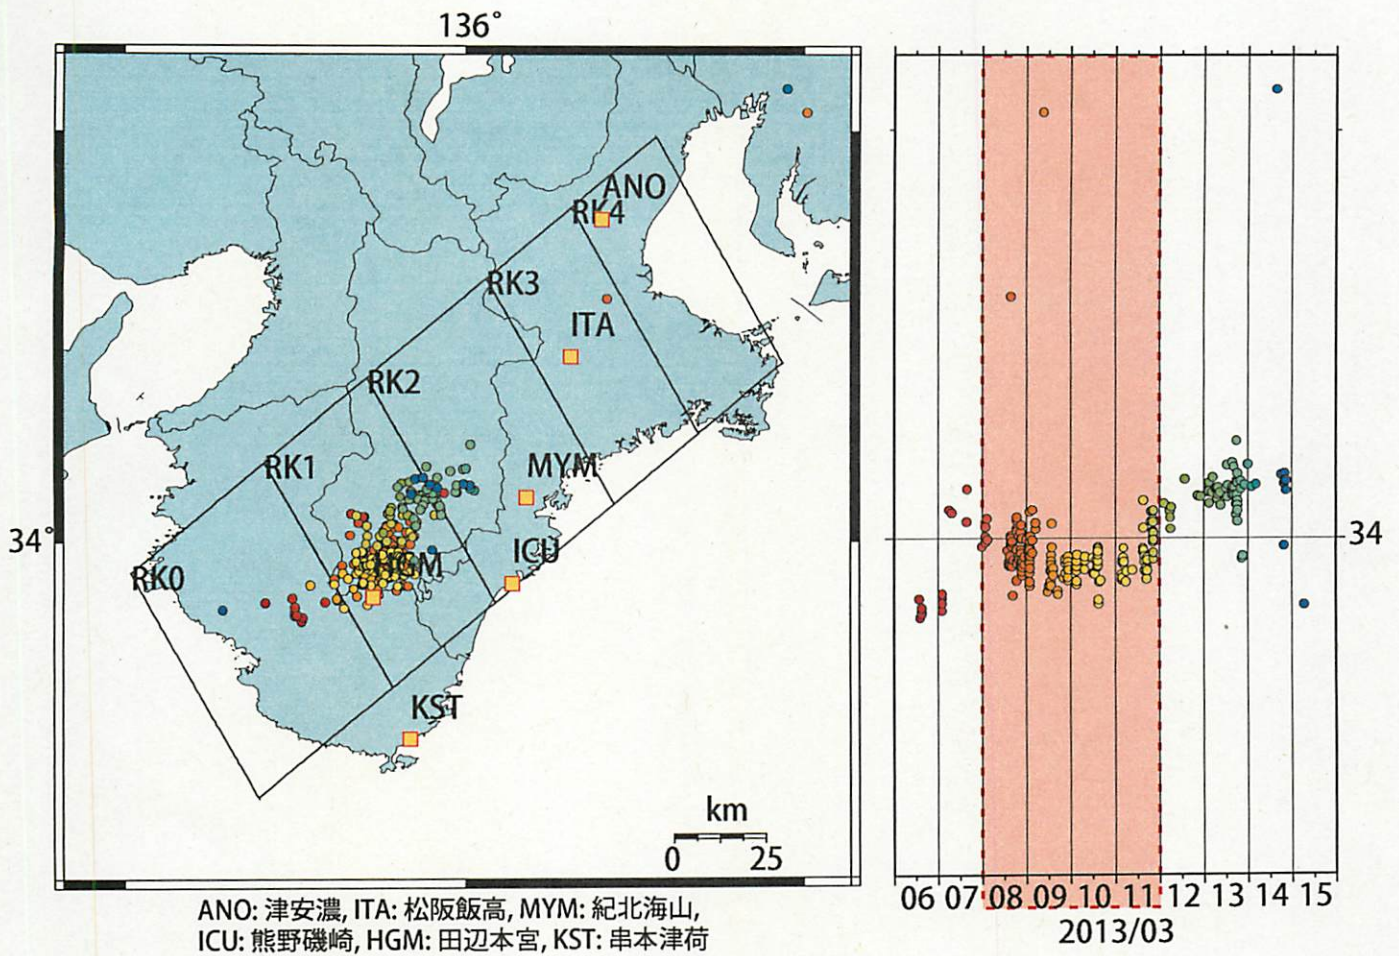 136°
ANO
RK4
RK3
ITA
RK2
RK1
MYM
34°
34
ICU
HGM
RK0
KST
km
0 25
06 07 08 09 10 11 12 13 14 15
2013/03
ANO: 津安濃, ITA: 松阪飯高, MYM: 紀北海山,
ICU: 熊野磯崎, HGM: 田辺本宮, KST: 串本津荷